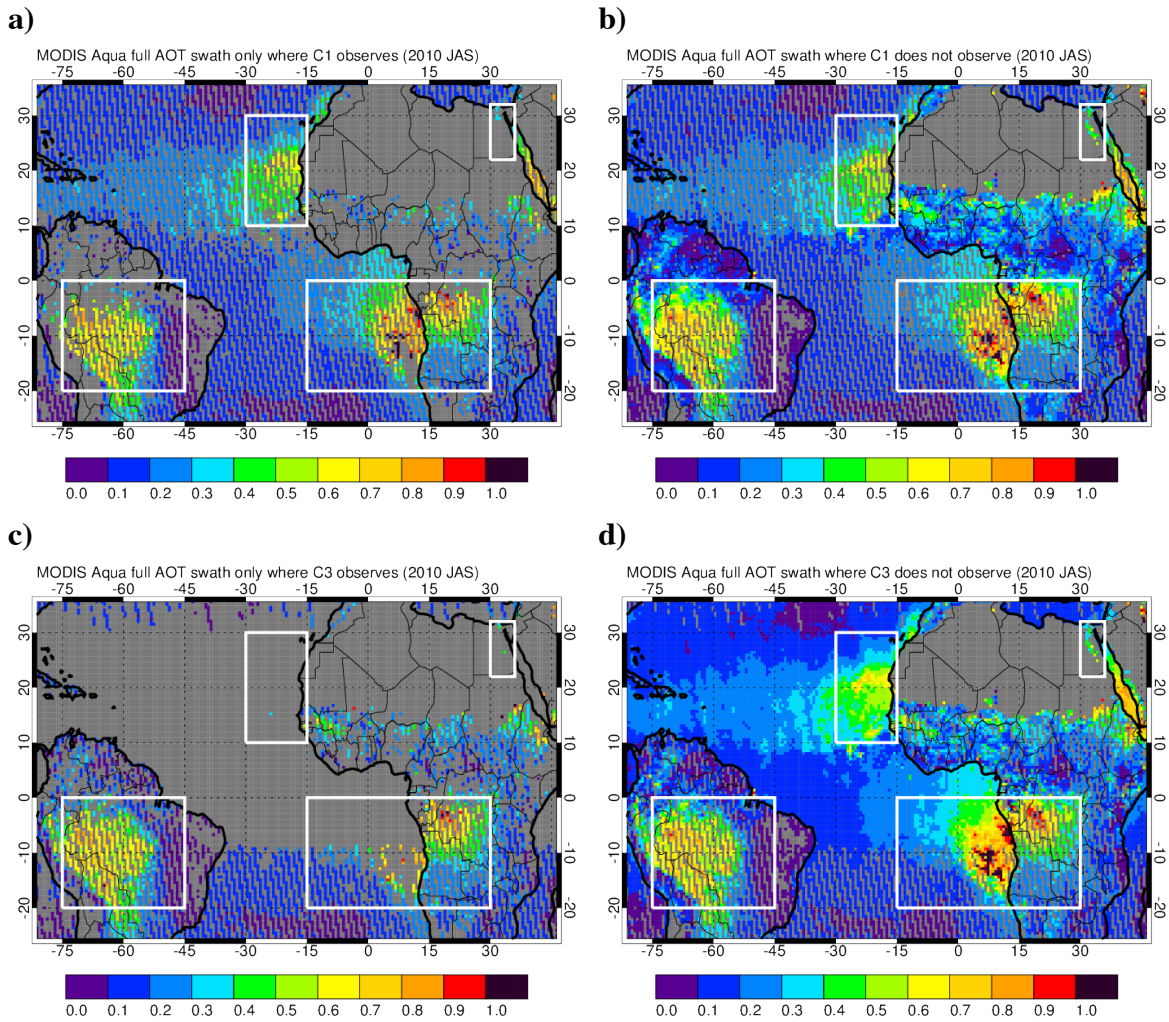 a)
MODIS Aqua full AOT swath only where C1 observes (2010 JAS)
-75 -60 -45 -30 -15 0 15 30
30
20
10
0
-10
-20
-75 -60 -45 -30 -15 0 15 30
0.0 0.1 0.2 0.3 0.4 0.5 0.6 0.7 0.8 0.9 1.0
b)
MODIS Aqua full AOT swath where C1 does not observe (2010 JAS)
-75 -60 -45 -30 -15 0 15 30
30
20
10
0
-10
-20
-75 -60 -45 -30 -15 0 15 30
0.0 0.1 0.2 0.3 0.4 0.5 0.6 0.7 0.8 0.9 1.0
c)
MODIS Aqua full AOT swath only where C3 observes (2010 JAS)
-75 -60 -45 -30 -15 0 15 30
30
20
10
0
-10
-20
-75 -60 -45 -30 -15 0 15 30
0.0 0.1 0.2 0.3 0.4 0.5 0.6 0.7 0.8 0.9 1.0
d)
MODIS Aqua full AOT swath where C3 does not observe (2010 JAS)
-75 -60 -45 -30 -15 0 15 30
30
20
10
0
-10
-20
-75 -60 -45 -30 -15 0 15 30
0.0 0.1 0.2 0.3 0.4 0.5 0.6 0.7 0.8 0.9 1.0